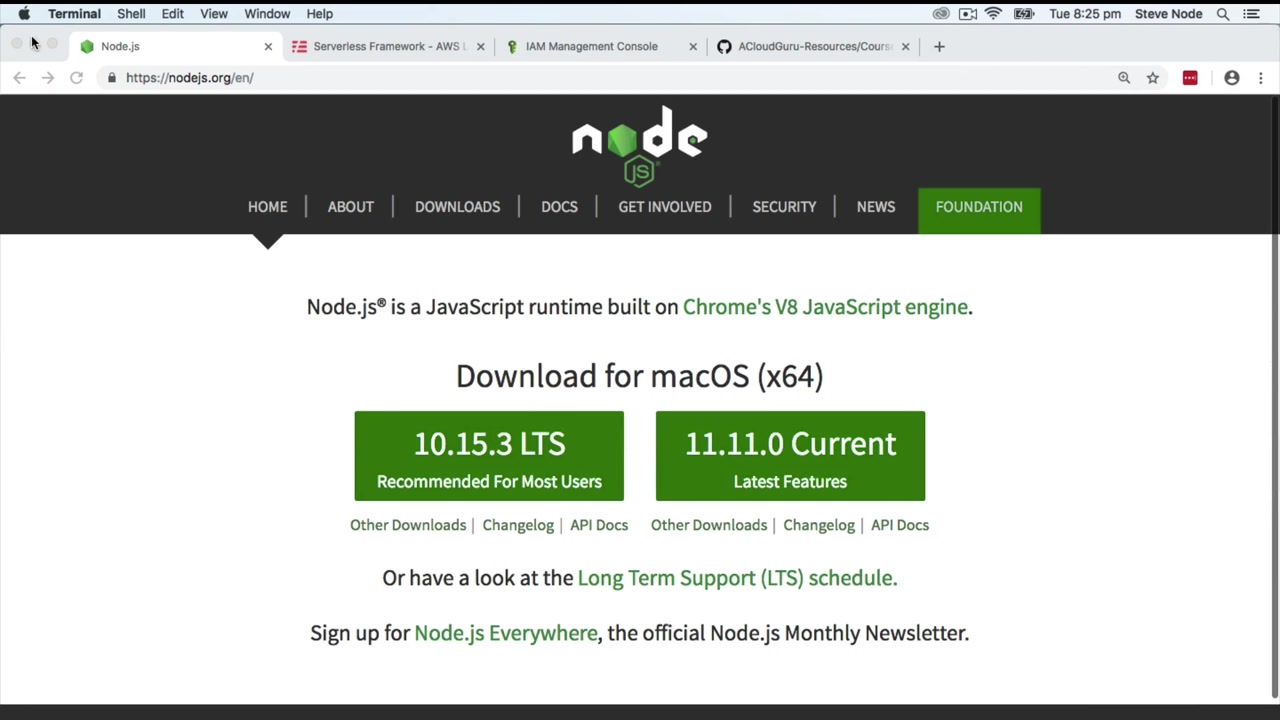 Terminal Shell Edit View Window Help Tue 8:25 pm Steve Node
Node.js Serverless Framework - AWS L IAM Management Console ACloudGuru-Resources/Course
https://nodejs.org/en/
node
JS
HOME ABOUT DOWNLOADS DOCS GET INVOLVED SECURITY NEWS FOUNDATION
Node.js® is a JavaScript runtime built on Chrome's V8 JavaScript engine.
Download for macOS (x64)
10.15.3 LTS 11.11.0 Current
Recommended For Most Users Latest Features
Other Downloads | Changelog | API Docs Other Downloads | Changelog | API Docs
Or have a look at the Long Term Support (LTS) schedule.
Sign up for Node.js Everywhere, the official Node.js Monthly Newsletter.